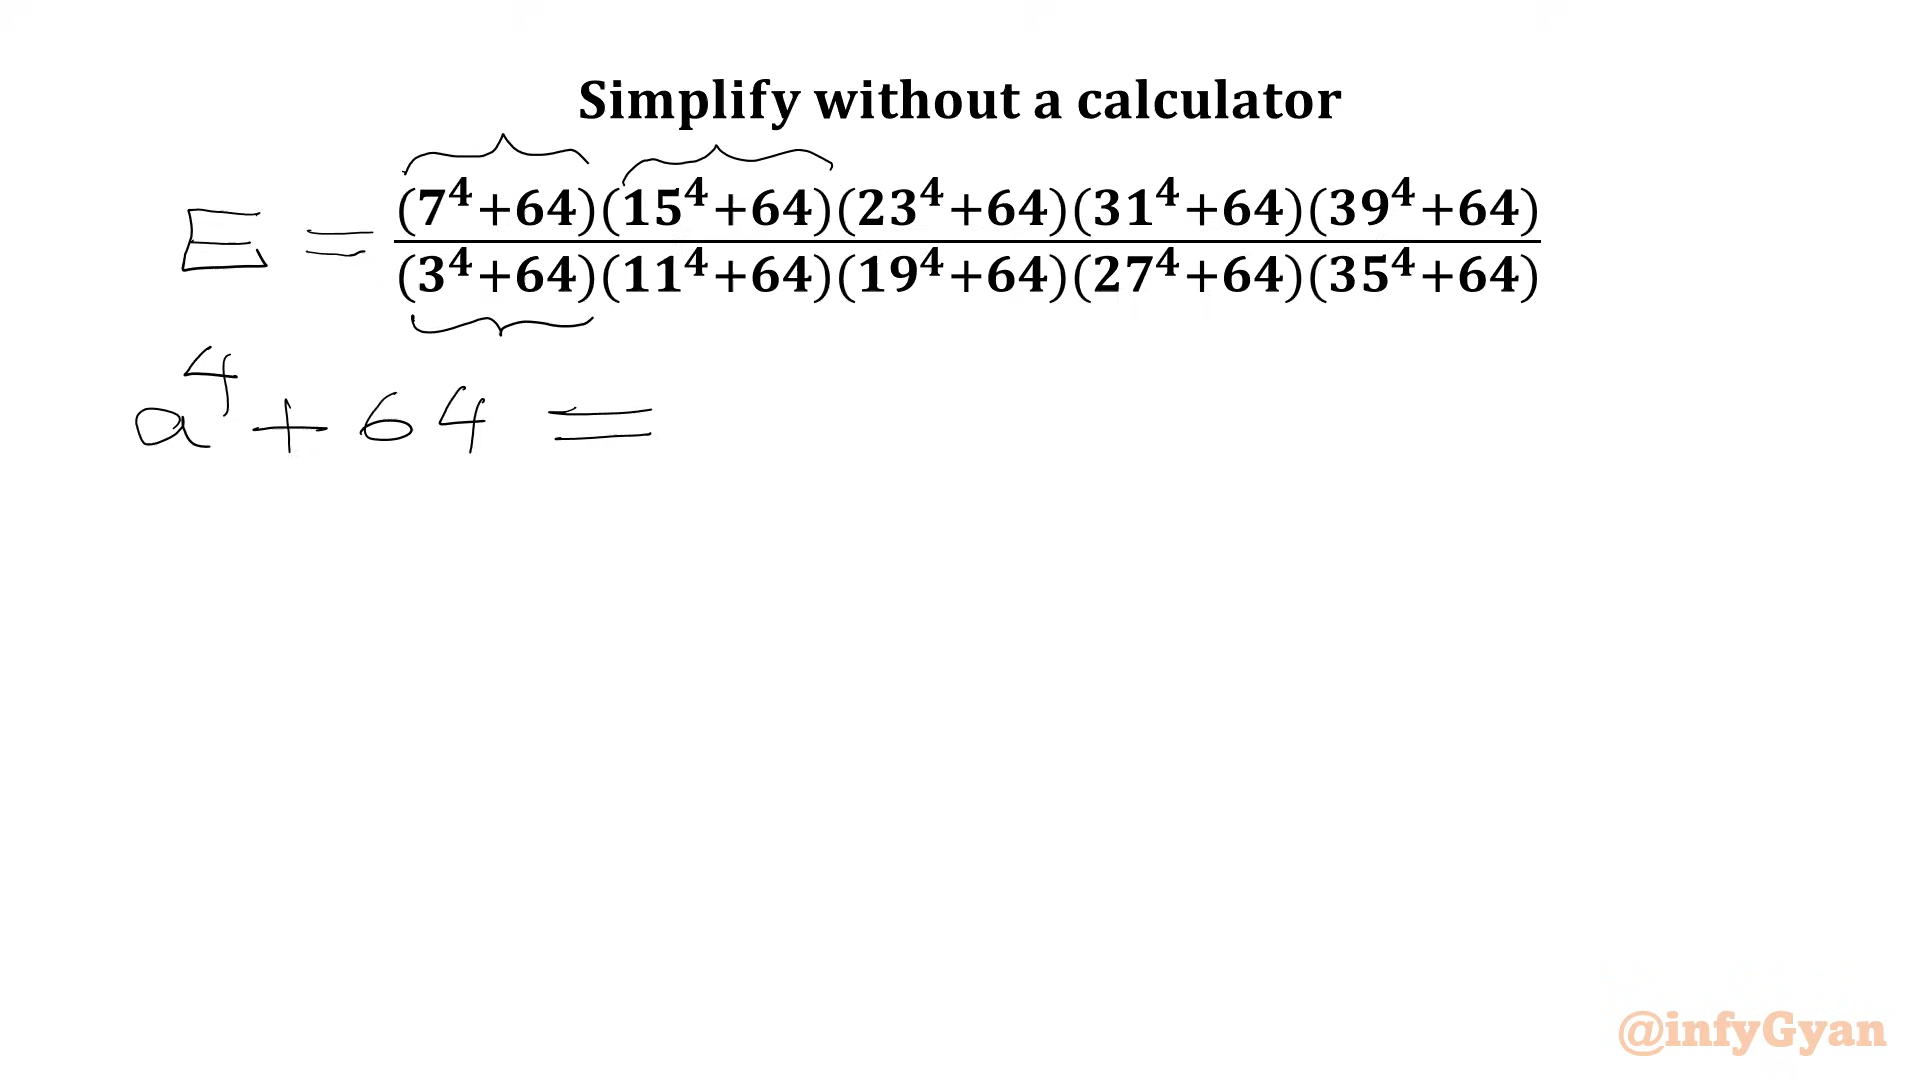 Simplify without a calculator
E = (7⁴+64)(15⁴+64)(23⁴+64)(31⁴+64)(39⁴+64)
(3⁴+64)(11⁴+64)(19⁴+64)(27⁴+64)(35⁴+64)
a⁴ + 64 =
@infyGyan